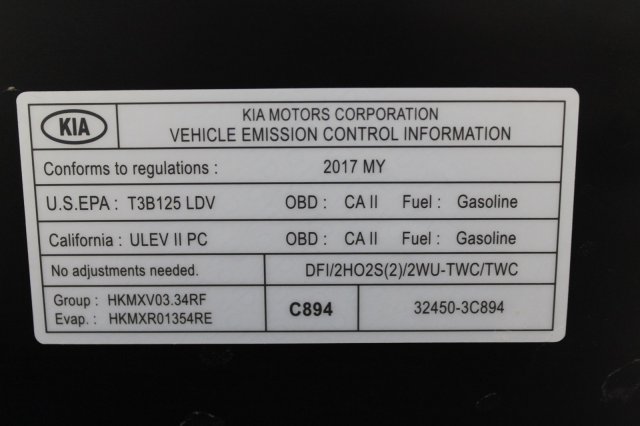 KIA
KIA MOTORS CORPORATION
VEHICLE EMISSION CONTROL INFORMATION
Conforms to regulations : 2017 MY
U.S.EPA : T3B125 LDV OBD : CA II Fuel : Gasoline
California : ULEV II PC OBD : CA II Fuel : Gasoline
No adjustments needed. DFI/2HO2S(2)/2WU-TWC/TWC
Group : HKMXV03.34RF
Evap. : HKMXR01354RE
C894
32450-3C894